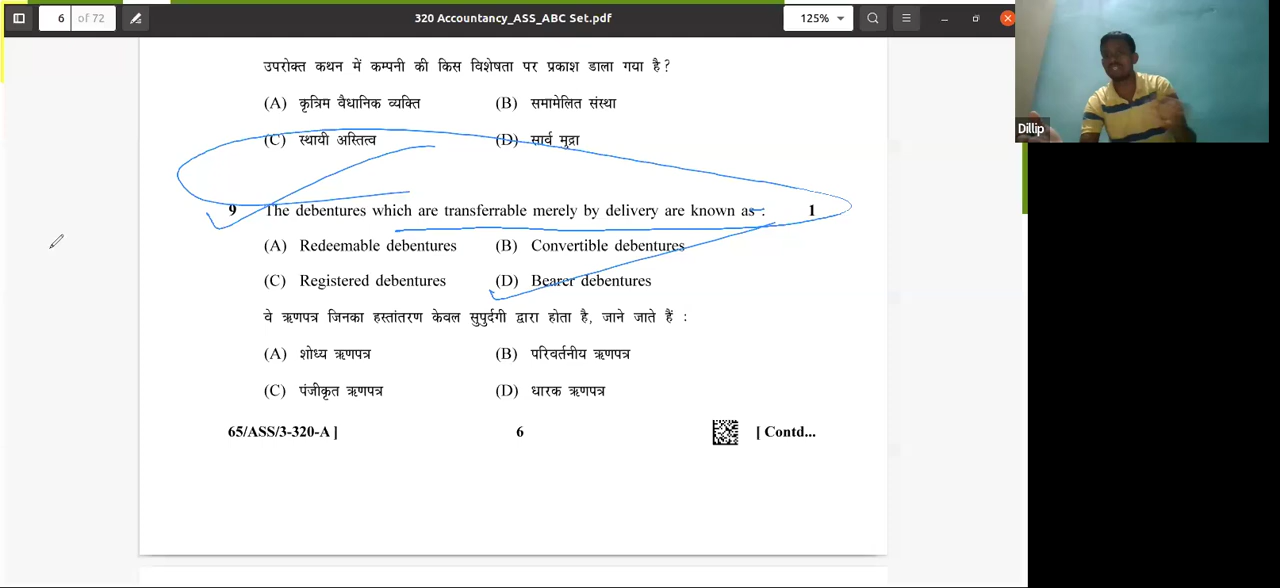 6 of 72 320 Accountancy_ASS_ABC Set.pdf 125%
Dillip
उपरोक्त कथन में कम्पनी की किस विशेषता पर प्रकाश डाला गया है?
(A) कृत्रिम वैधानिक व्यक्ति (B) समामेलित संस्था
(C) स्थायी अस्तित्व (D) सार्व मुद्रा
9 The debentures which are transferrable merely by delivery are known as : 1
(A) Redeemable debentures (B) Convertible debentures
(C) Registered debentures (D) Bearer debentures
वे ऋणपत्र जिनका हस्तांतरण केवल सुपुर्दगी द्वारा होता है, जाने जाते हैं :
(A) शोध्य ऋणपत्र (B) परिवर्तनीय ऋणपत्र
(C) पंजीकृत ऋणपत्र (D) धारक ऋणपत्र
65/ASS/3-320-A ] 6 [ Contd...